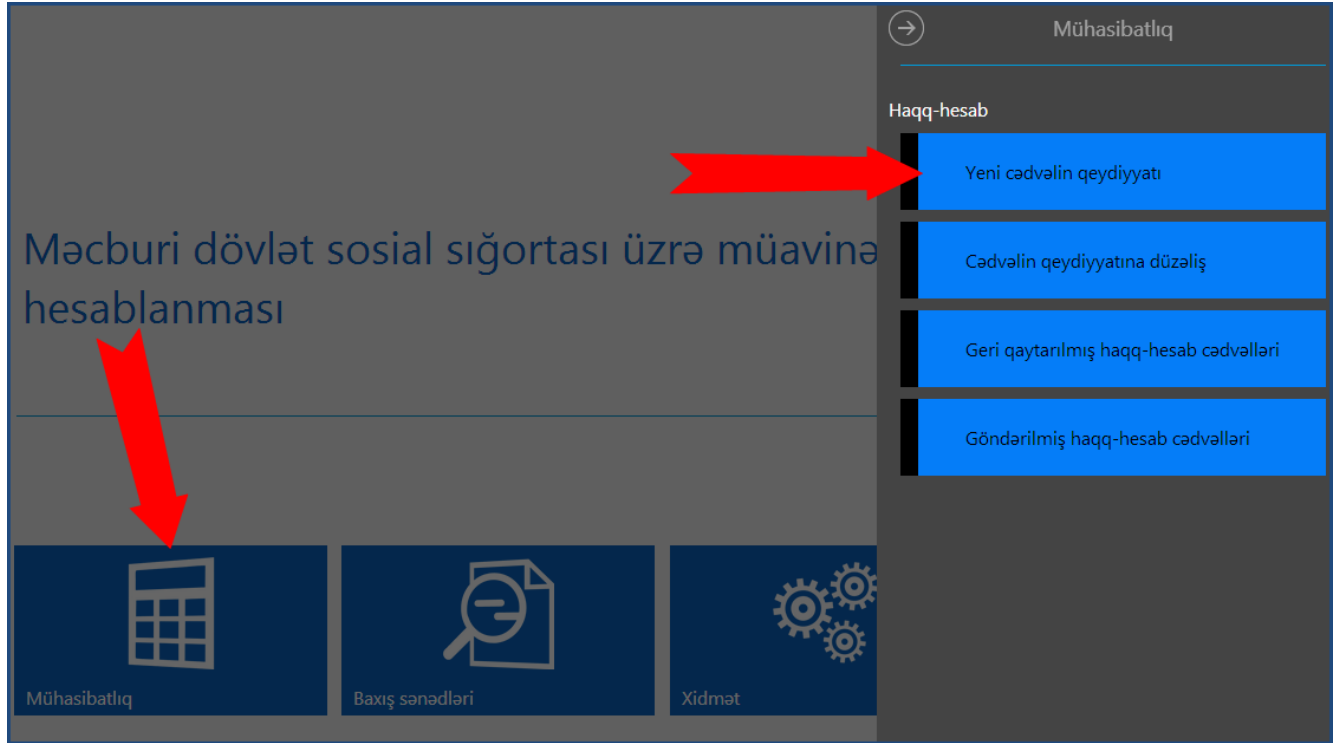 Mühasibatlıq
Haqq-hesab
Yeni cədvəlin qeydiyyatı
Cədvəlin qeydiyyatına düzəliş
Geri qaytarılmış haqq-hesab cədvəlləri
Göndərilmiş haqq-hesab cədvəlləri
Məcburi dövlət sosial sığortası üzrə müavinə
hesablanması
Mühasibatlıq
Baxış sənədləri
Xidmət